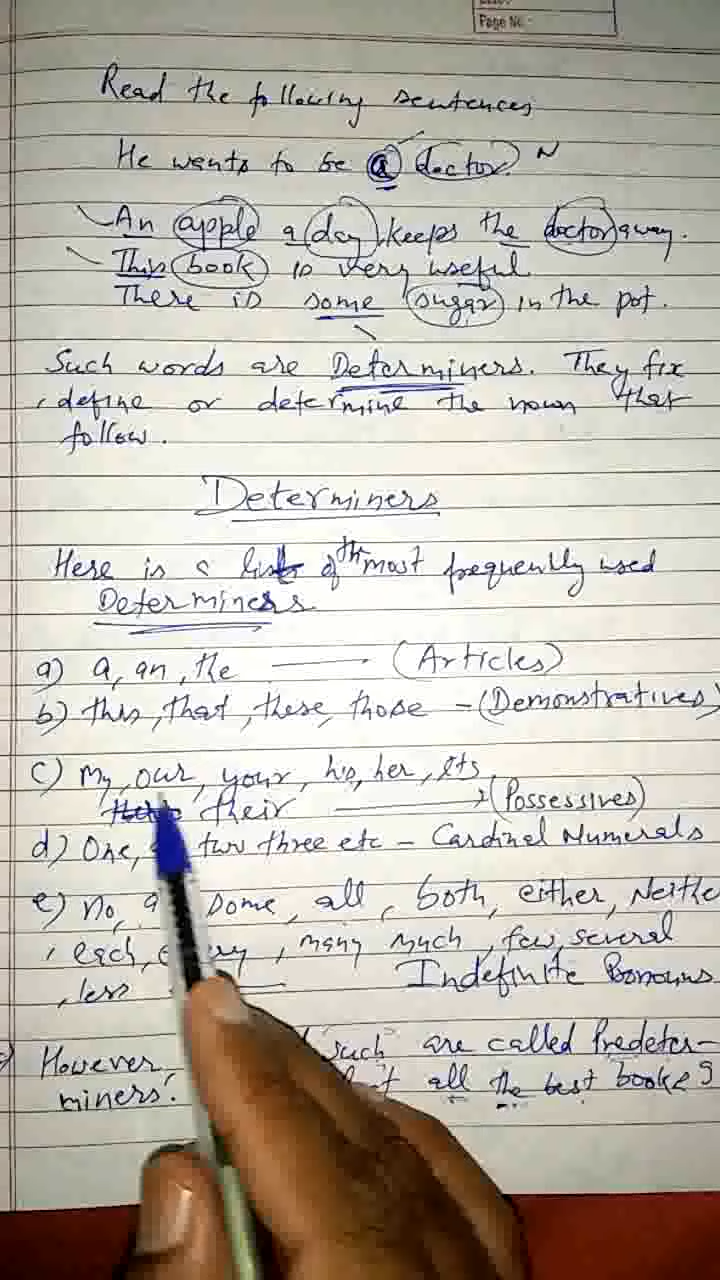 Page No :
Read the following sentences
He wants to be a doctor. N
An apple a day keeps the doctor away.
This book is very useful
There is some sugar in the pot.
Such words are Determiners. They fix
, define or determine the noun that
follow.
Determiners
Here is a list of the most frequently used
Determiners
a) a, an, the — (Articles)
b) this, that, these, those - (Demonstratives)
c) My, our, your, his, her, its
their → (Possessives)
d) One, two three etc - Cardinal Numerals
e) No, some, all, both, either, Neithe
, each, many much, few, several
, less — Indefinite
However, such" are called Predeter-
miners. all the best books